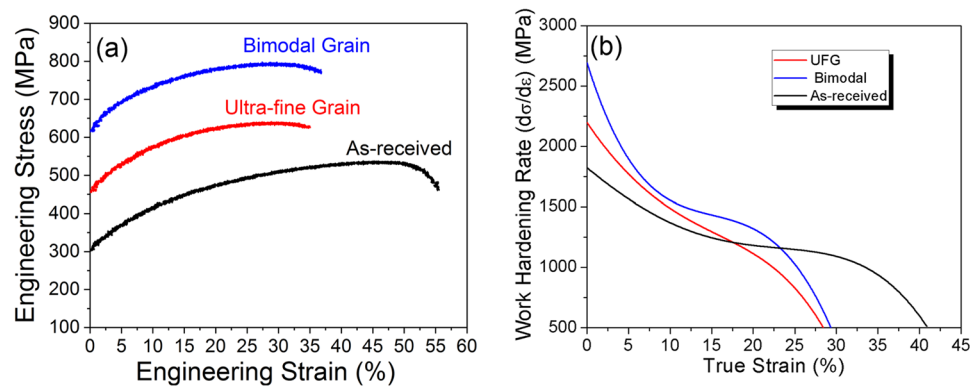 (a)
Bimodal Grain
Ultra-fine Grain
As-received
Engineering Stress (MPa)
900
800
700
600
500
400
300
200
100
0 5 10 15 20 25 30 35 40 45 50 55 60
Engineering Strain (%)
(b)
UFG
Bimodal
As-received
Work Hardening Rate (dσ/dε) (MPa)
3000
2500
2000
1500
1000
500
0 5 10 15 20 25 30 35 40 45
True Strain (%)